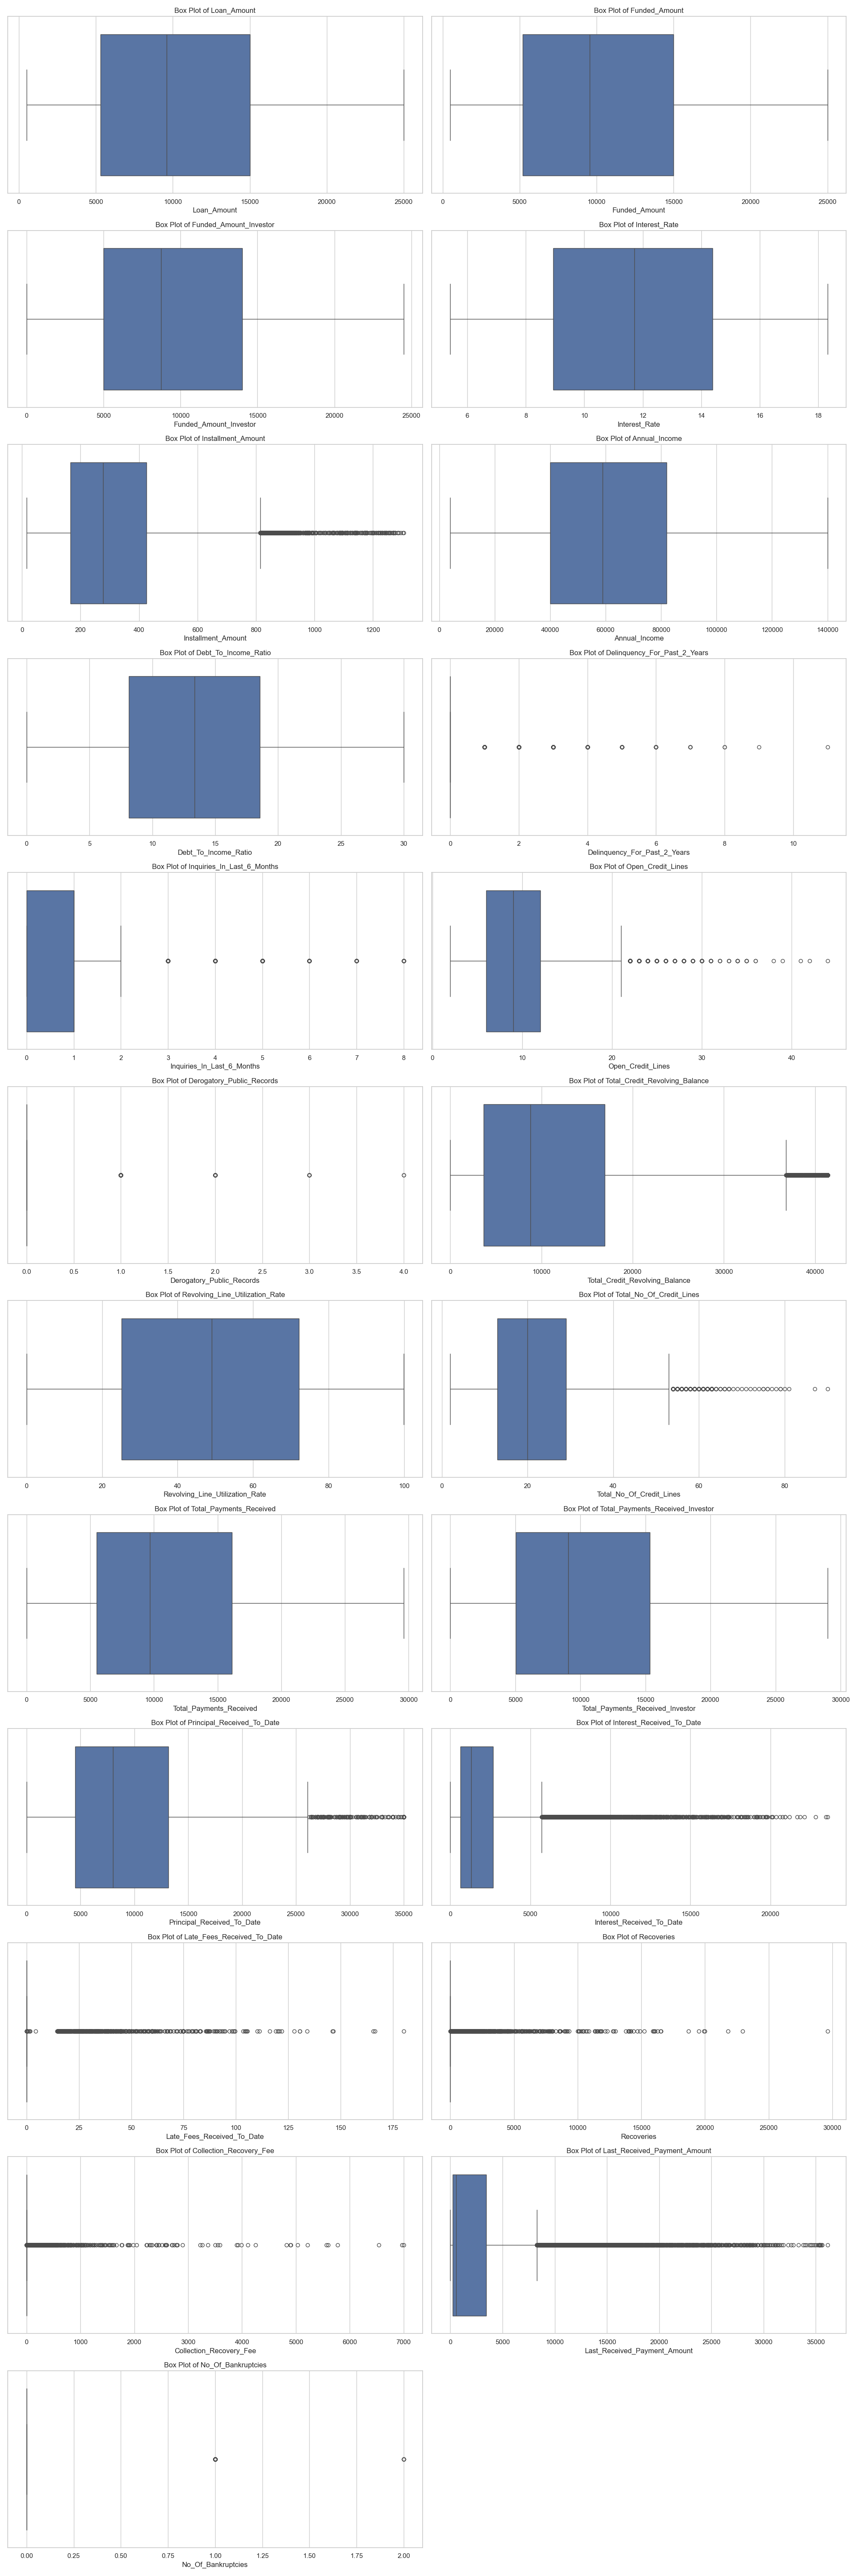 Box Plot of Loan_Amount
0 5000 10000 15000 20000 25000
Loan_Amount
Box Plot of Funded_Amount
0 5000 10000 15000 20000 25000
Funded_Amount
Box Plot of Funded_Amount_Investor
0 5000 10000 15000 20000 25000
Funded_Amount_Investor
Box Plot of Interest_Rate
6 8 10 12 14 16 18
Interest_Rate
Box Plot of Installment_Amount
0 200 400 600 800 1000 1200
Installment_Amount
Box Plot of Annual_Income
0 20000 40000 60000 80000 100000 120000 140000
Annual_Income
Box Plot of Debt_To_Income_Ratio
0 5 10 15 20 25 30
Debt_To_Income_Ratio
Box Plot of Delinquency_For_Past_2_Years
0 2 4 6 8 10
Delinquency_For_Past_2_Years
Box Plot of Inquiries_In_Last_6_Months
0 1 2 3 4 5 6 7 8
Inquiries_In_Last_6_Months
Box Plot of Open_Credit_Lines
0 10 20 30 40
Open_Credit_Lines
Box Plot of Derogatory_Public_Records
0.0 0.5 1.0 1.5 2.0 2.5 3.0 3.5 4.0
Derogatory_Public_Records
Box Plot of Total_Credit_Revolving_Balance
0 10000 20000 30000 40000
Total_Credit_Revolving_Balance
Box Plot of Revolving_Line_Utilization_Rate
0 20 40 60 80 100
Revolving_Line_Utilization_Rate
Box Plot of Total_No_Of_Credit_Lines
0 20 40 60 80
Total_No_Of_Credit_Lines
Box Plot of Total_Payments_Received
0 5000 10000 15000 20000 25000 30000
Total_Payments_Received
Box Plot of Total_Payments_Received_Investor
0 5000 10000 15000 20000 25000 30000
Total_Payments_Received_Investor
Box Plot of Principal_Received_To_Date
0 5000 10000 15000 20000 25000 30000 35000
Principal_Received_To_Date
Box Plot of Interest_Received_To_Date
0 5000 10000 15000 20000
Interest_Received_To_Date
Box Plot of Late_Fees_Received_To_Date
0 25 50 75 100 125 150 175
Late_Fees_Received_To_Date
Box Plot of Recoveries
0 5000 10000 15000 20000 25000 30000
Recoveries
Box Plot of Collection_Recovery_Fee
0 1000 2000 3000 4000 5000 6000 7000
Collection_Recovery_Fee
Box Plot of Last_Received_Payment_Amount
0 5000 10000 15000 20000 25000 30000 35000
Last_Received_Payment_Amount
Box Plot of No_Of_Bankruptcies
0.00 0.25 0.50 0.75 1.00 1.25 1.50 1.75 2.00
No_Of_Bankruptcies